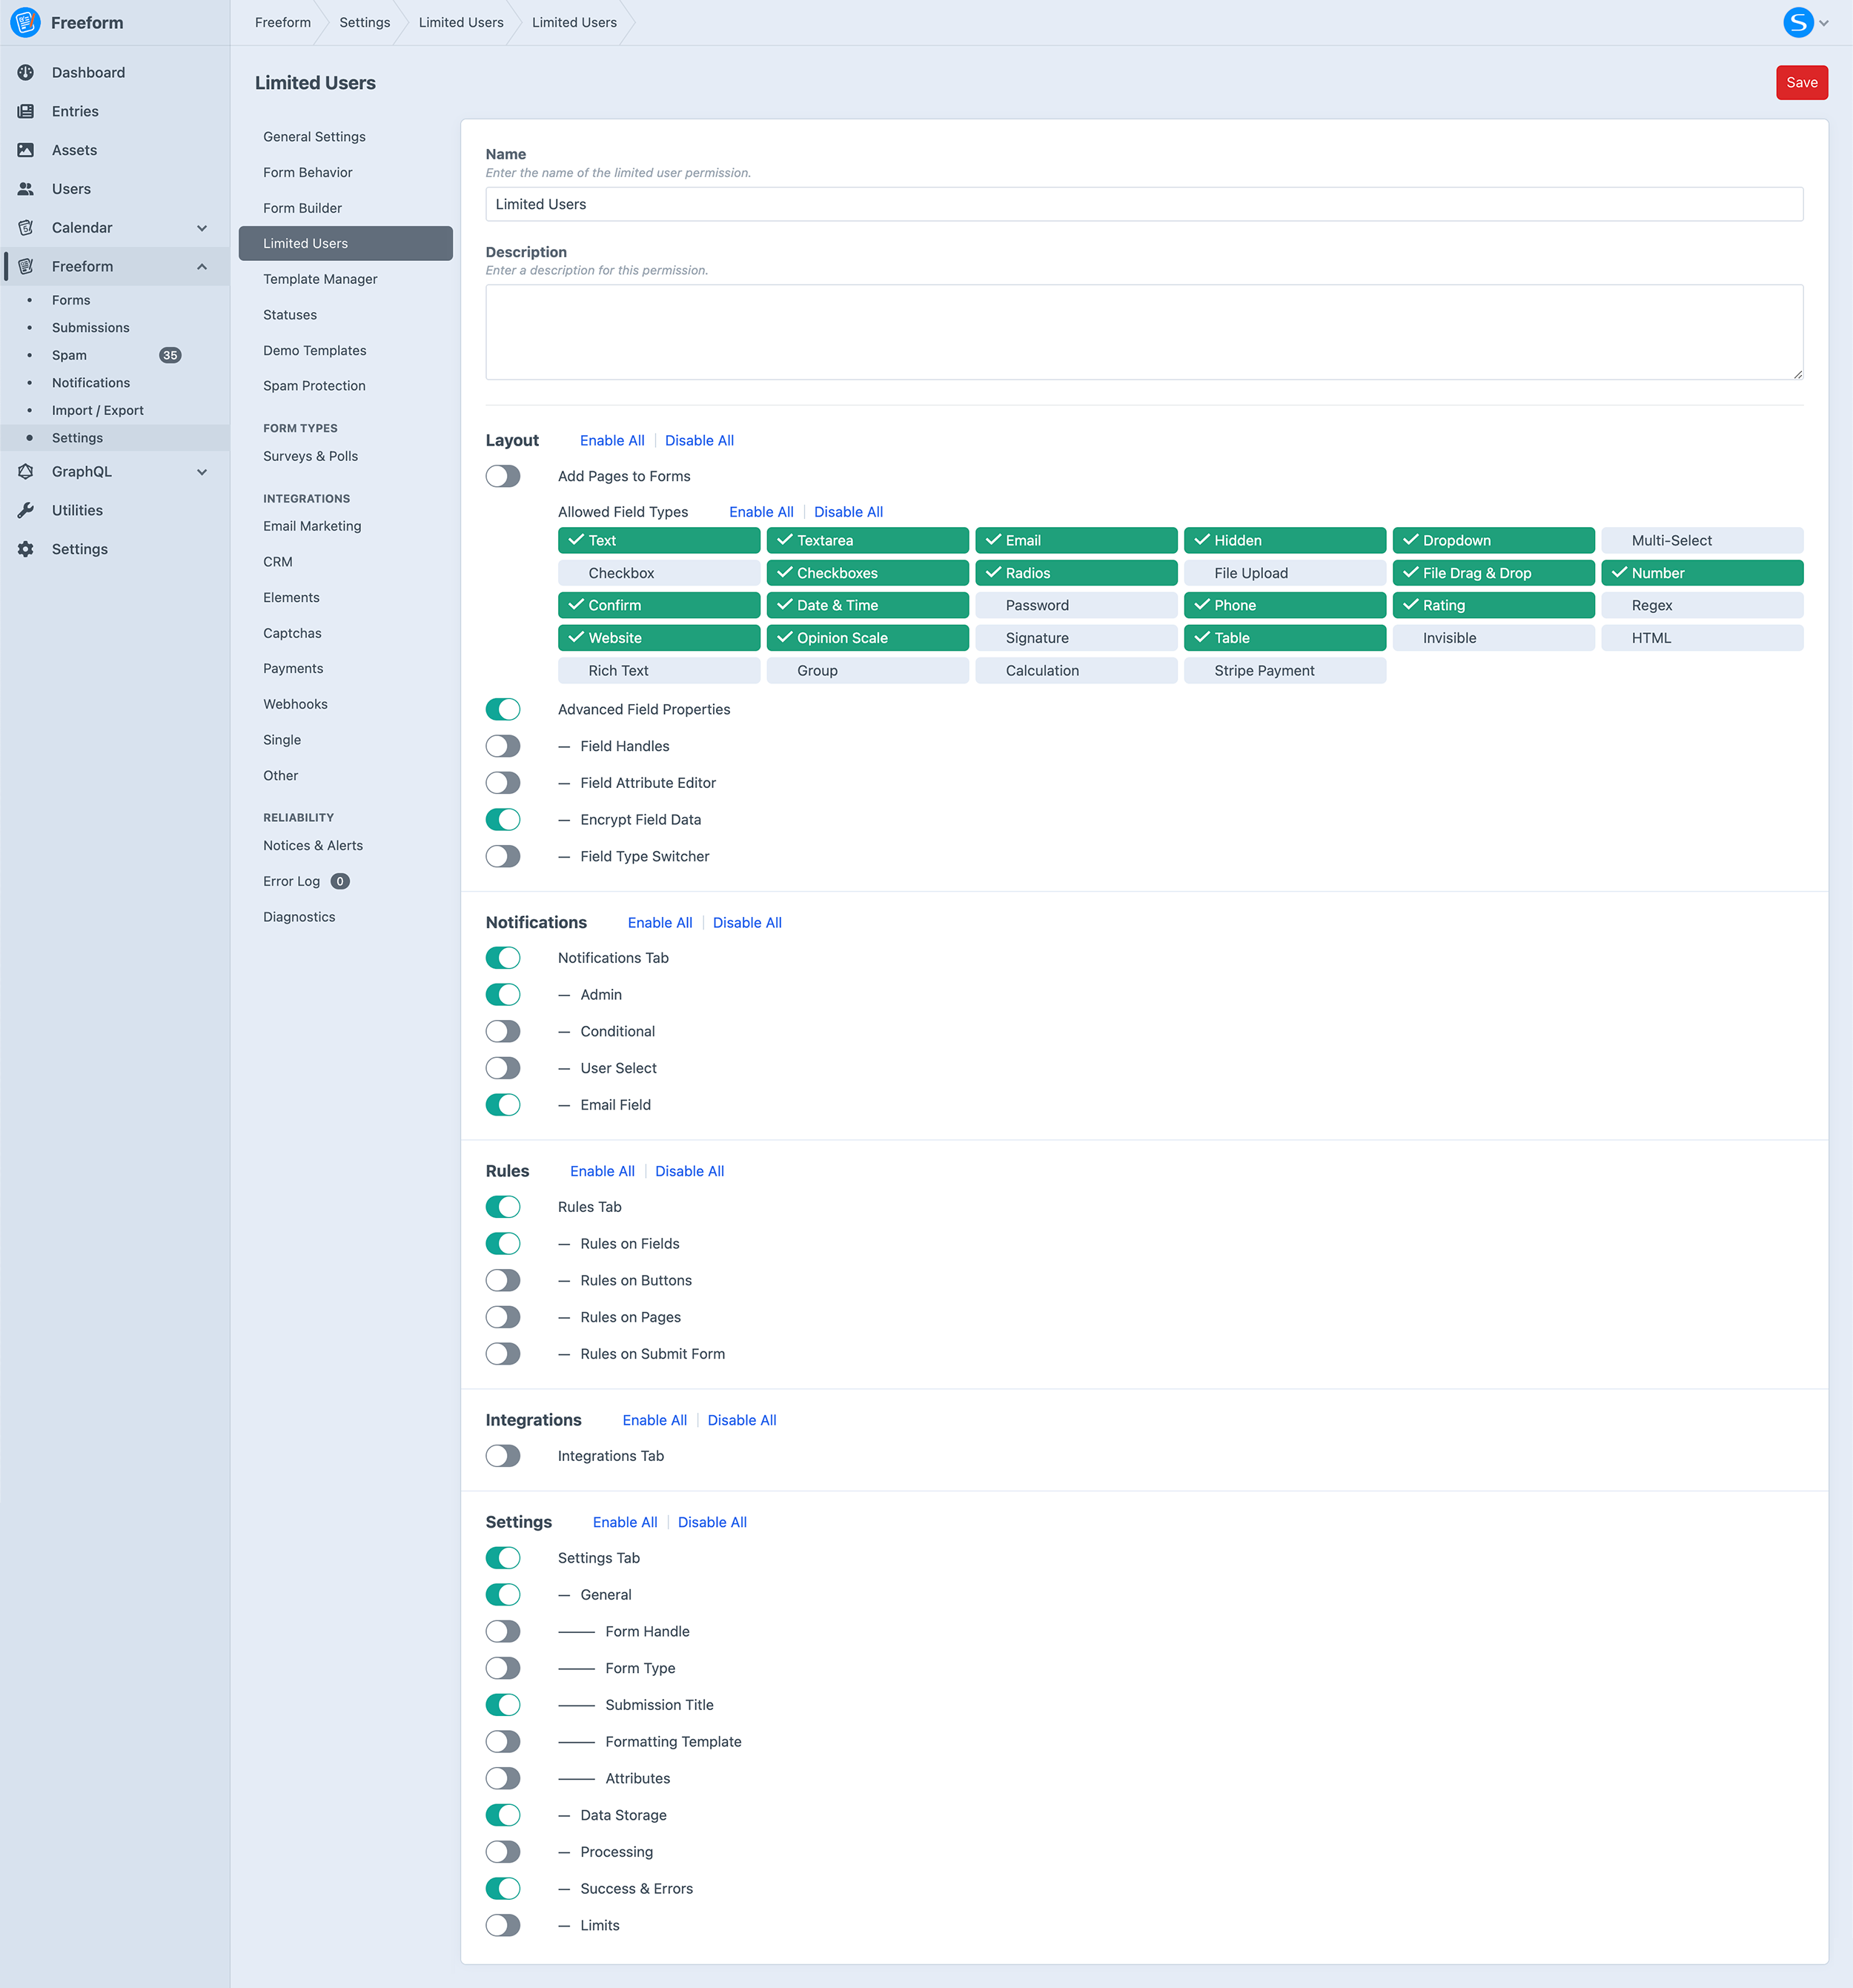 Freeform
Freeform
Settings
Limited Users
Limited Users
S
Dashboard
Entries
Assets
Users
Calendar
Freeform
Forms
Submissions
Spam 35
Notifications
Import / Export
Settings
GraphQL
Utilities
Settings
Limited Users
Save
General Settings
Form Behavior
Form Builder
Limited Users
Template Manager
Statuses
Demo Templates
Spam Protection
FORM TYPES
Surveys & Polls
INTEGRATIONS
Email Marketing
CRM
Elements
Captchas
Payments
Webhooks
Single
Other
RELIABILITY
Notices & Alerts
Error Log 0
Diagnostics
Name
Enter the name of the limited user permission.
Limited Users
Description
Enter a description for this permission.
Layout Enable All Disable All
Add Pages to Forms
Allowed Field Types Enable All Disable All
Text Textarea Email Hidden Dropdown Multi-Select
Checkbox Checkboxes Radios File Upload File Drag & Drop Number
Confirm Date & Time Password Phone Rating Regex
Website Opinion Scale Signature Table Invisible HTML
Rich Text Group Calculation Stripe Payment
Advanced Field Properties
— Field Handles
— Field Attribute Editor
— Encrypt Field Data
— Field Type Switcher
Notifications Enable All Disable All
Notifications Tab
— Admin
— Conditional
— User Select
— Email Field
Rules Enable All Disable All
Rules Tab
— Rules on Fields
— Rules on Buttons
— Rules on Pages
— Rules on Submit Form
Integrations Enable All Disable All
Integrations Tab
Settings Enable All Disable All
Settings Tab
— General
——— Form Handle
——— Form Type
——— Submission Title
——— Formatting Template
——— Attributes
— Data Storage
— Processing
— Success & Errors
— Limits